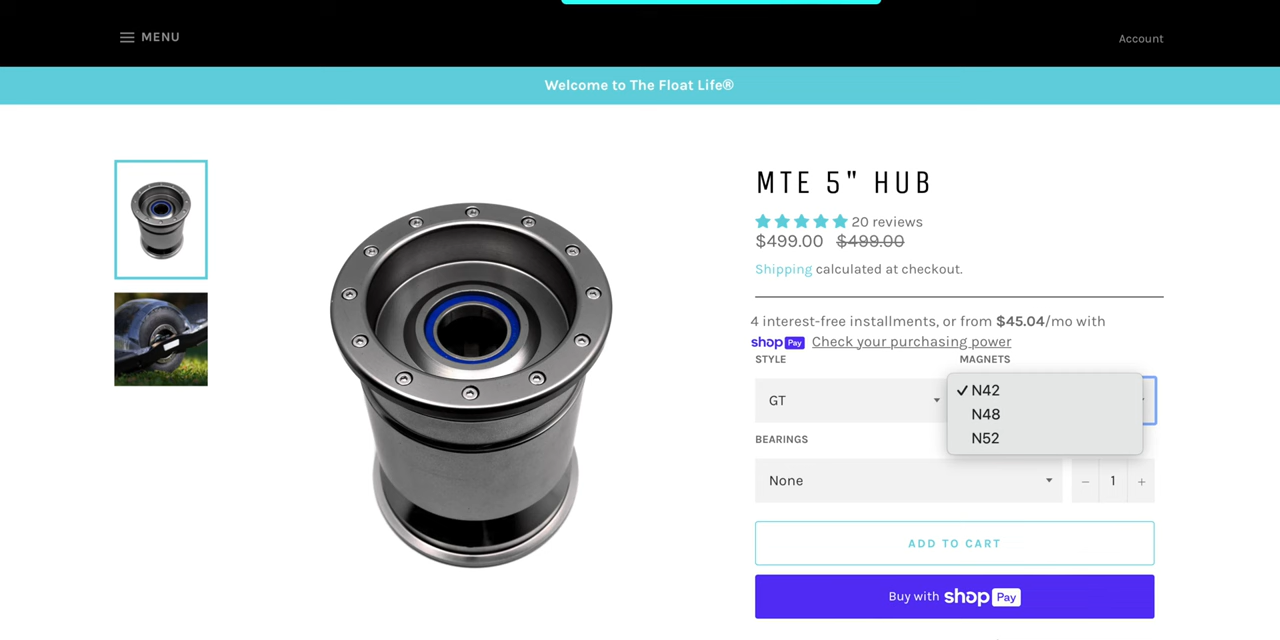 MENU
Account
Welcome to The Float Life®
MTE 5" HUB
20 reviews
$499.00 $499.00
Shipping calculated at checkout.
4 interest-free installments, or from $45.04/mo with
shop Pay Check your purchasing power
STYLE MAGNETS
GT
N42
N48
N52
BEARINGS
None − 1 +
ADD TO CART
Buy with shop Pay